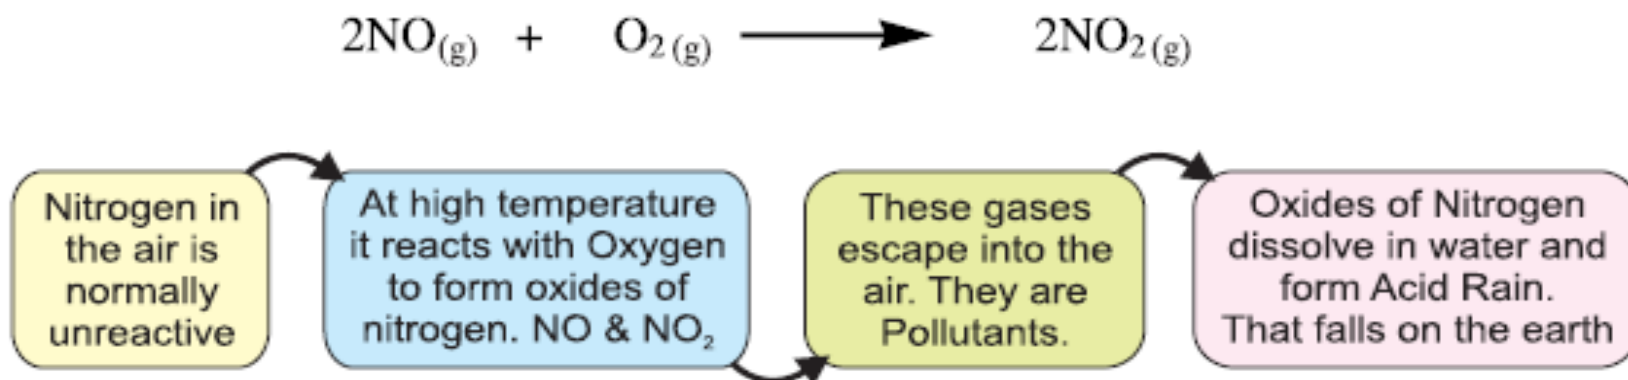 2NO(g) + O₂(g) ⟶ 2NO₂(g)
Nitrogen in
the air is
normally
unreactive
At high temperature
it reacts with Oxygen
to form oxides of
nitrogen. NO & NO₂
These gases
escape into the
air. They are
Pollutants.
Oxides of Nitrogen
dissolve in water and
form Acid Rain.
That falls on the earth